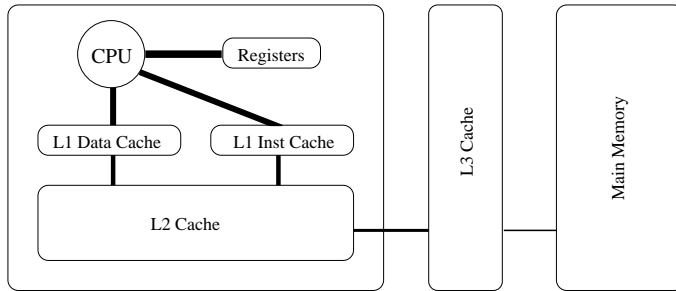 CPU
Registers
L1 Data Cache
L1 Inst Cache
L2 Cache
L3 Cache
Main Memory